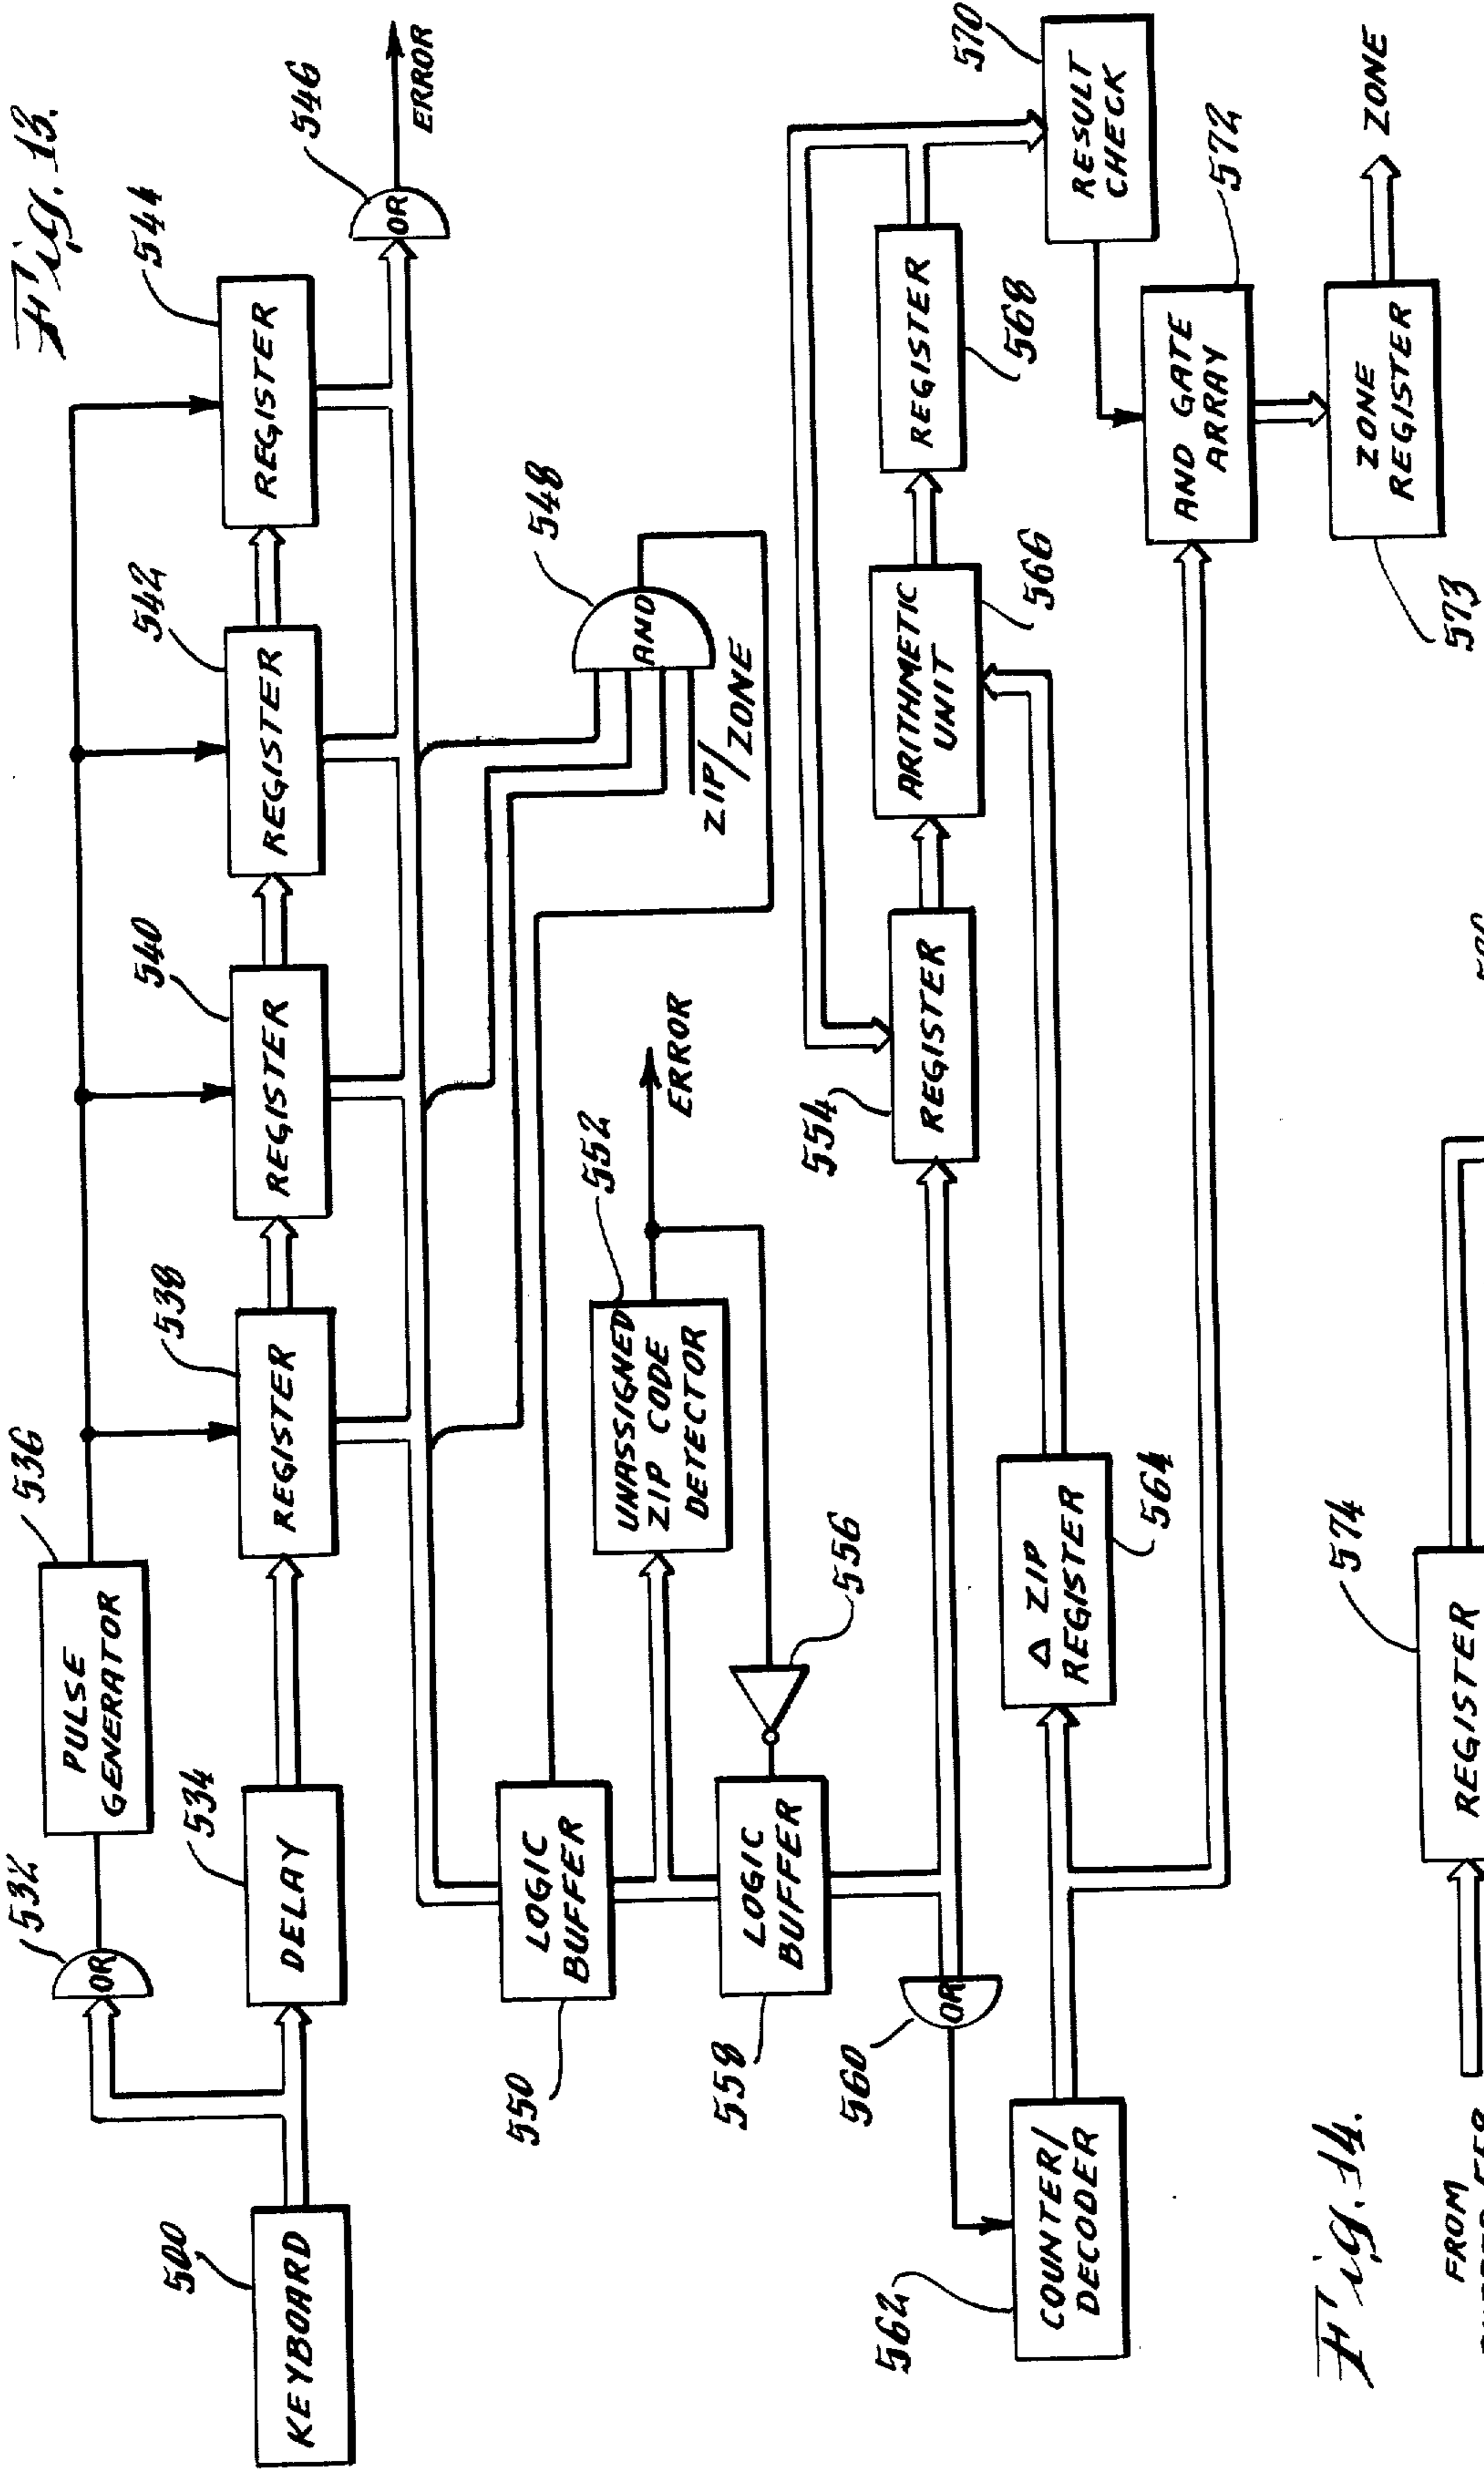 Fig. 13.
532
536
PULSE
GENERATOR
OR
500
KEYBOARD
534
DELAY
538
REGISTER
540
REGISTER
542
REGISTER
544
REGISTER
546
OR
ERROR
548
AND
ZIP/
ZONE
550
LOGIC
BUFFER
552
UNASSIGNED
ZIP CODE
DETECTOR
ERROR
556
558
LOGIC
BUFFER
554
REGISTER
566
ARITHMETIC
UNIT
568
REGISTER
570
RESULT
CHECK
560
OR
562
COUNTER/
DECODER
564
Δ ZIP
REGISTER
572
AND GATE
ARRAY
573
ZONE
REGISTER
ZONE
Fig. 14.
FROM
574
REGISTER